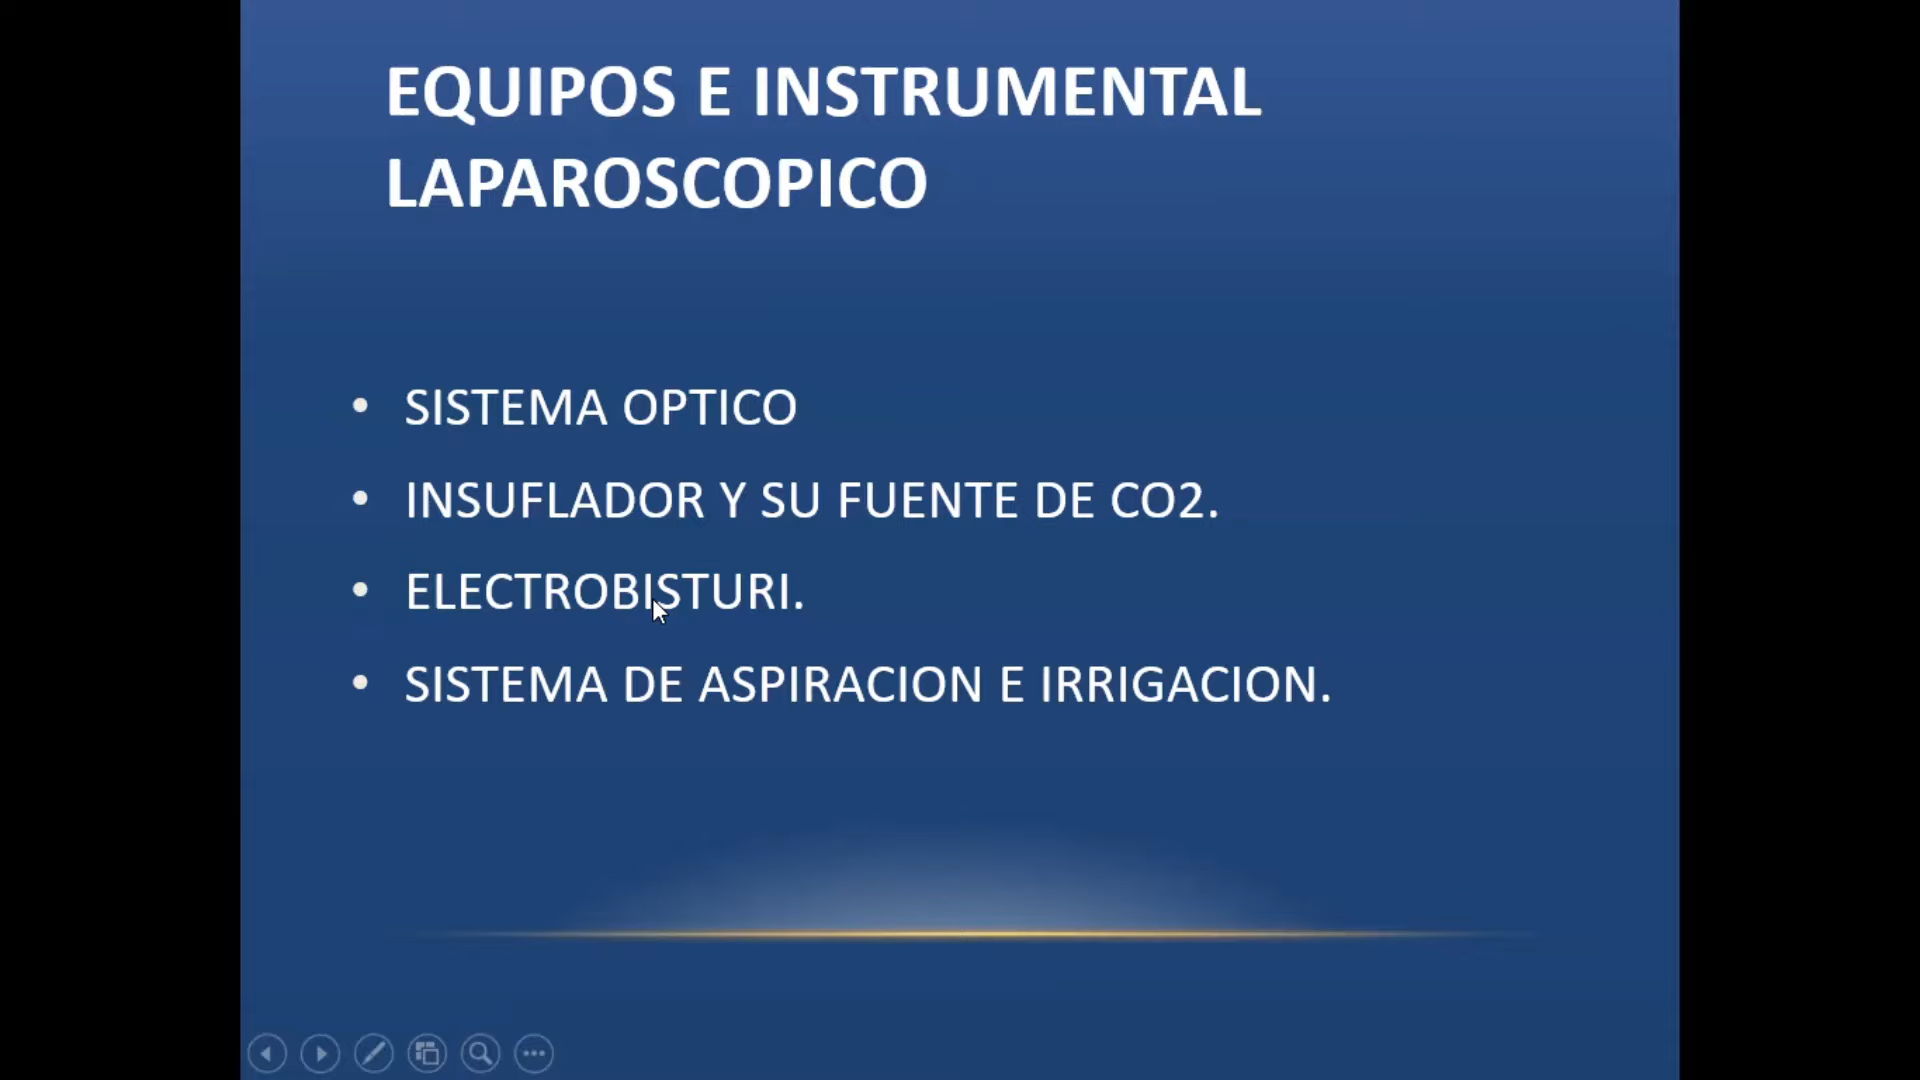 EQUIPOS E INSTRUMENTAL
LAPAROSCOPICO
• SISTEMA OPTICO
• INSUFLADOR Y SU FUENTE DE CO2.
• ELECTROBISTURI.
• SISTEMA DE ASPIRACION E IRRIGACION.